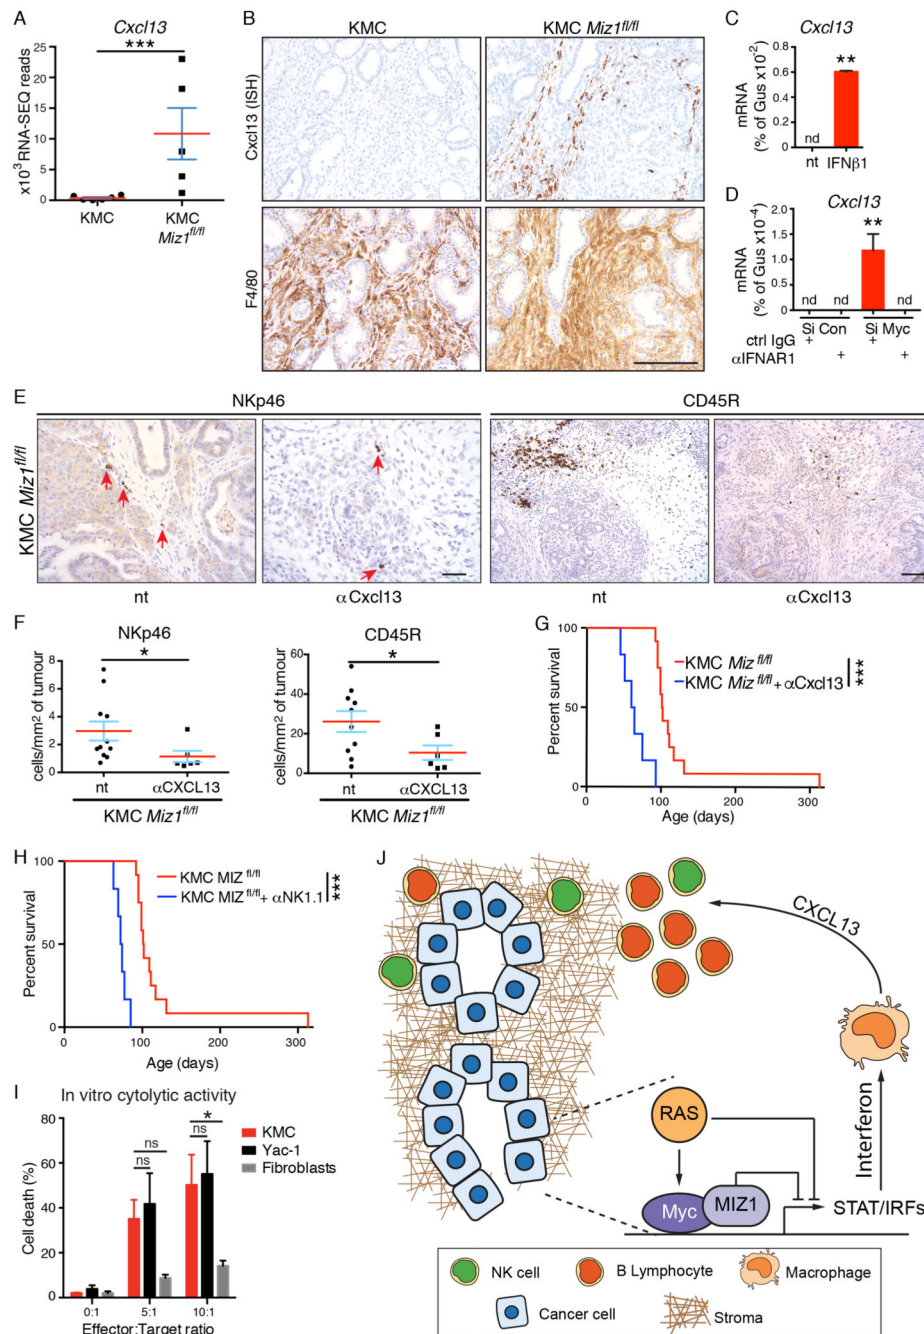 A
Cxcl13
***
x10³ RNA-SEQ reads
25
20
15
10
5
0
KMC
KMC
Miz1fl/fl
B
KMC
KMC Miz1fl/fl
Cxcl13 (ISH)
F4/80
C
Cxcl13
mRNA
(% of Gus x10⁻²)
0.8
0.6
0.4
0.2
0.0
**
nd
nt
IFNβ1
D
Cxcl13
mRNA
(% of Gus x10⁻⁴)
2.0
1.5
1.0
0.5
0.0
**
nd
nd
nd
Si Con
Si Myc
ctrl IgG
+
+
αIFNAR1
+
+
E
NKp46
CD45R
KMC Miz1fl/fl
nt
αCxcl13
nt
αCxcl13
F
NKp46
*
cells/mm² of tumour
8
6
4
2
0
nt
αCXCL13
KMC Miz1fl/fl
CD45R
*
cells/mm² of tumour
60
40
20
0
nt
αCXCL13
KMC Miz1fl/fl
G
Percent survival
100
50
0
KMC Miz fl/fl
KMC Miz fl/fl + αCxcl13
***
0
100
200
300
Age (days)
H
Percent survival
100
50
0
KMC MIZ fl/fl
KMC MIZ fl/fl + αNK1.1
***
0
100
200
300
Age (days)
I
In vitro cytolytic activity
Cell death (%)
80
60
40
20
0
KMC
Yac-1
Fibroblasts
ns
ns
*
ns
0:1
5:1
10:1
Effector:Target ratio
J
CXCL13
Interferon
RAS
Myc
MIZ1
STAT/IRFs
NK cell
B Lymphocyte
Macrophage
Cancer cell
Stroma